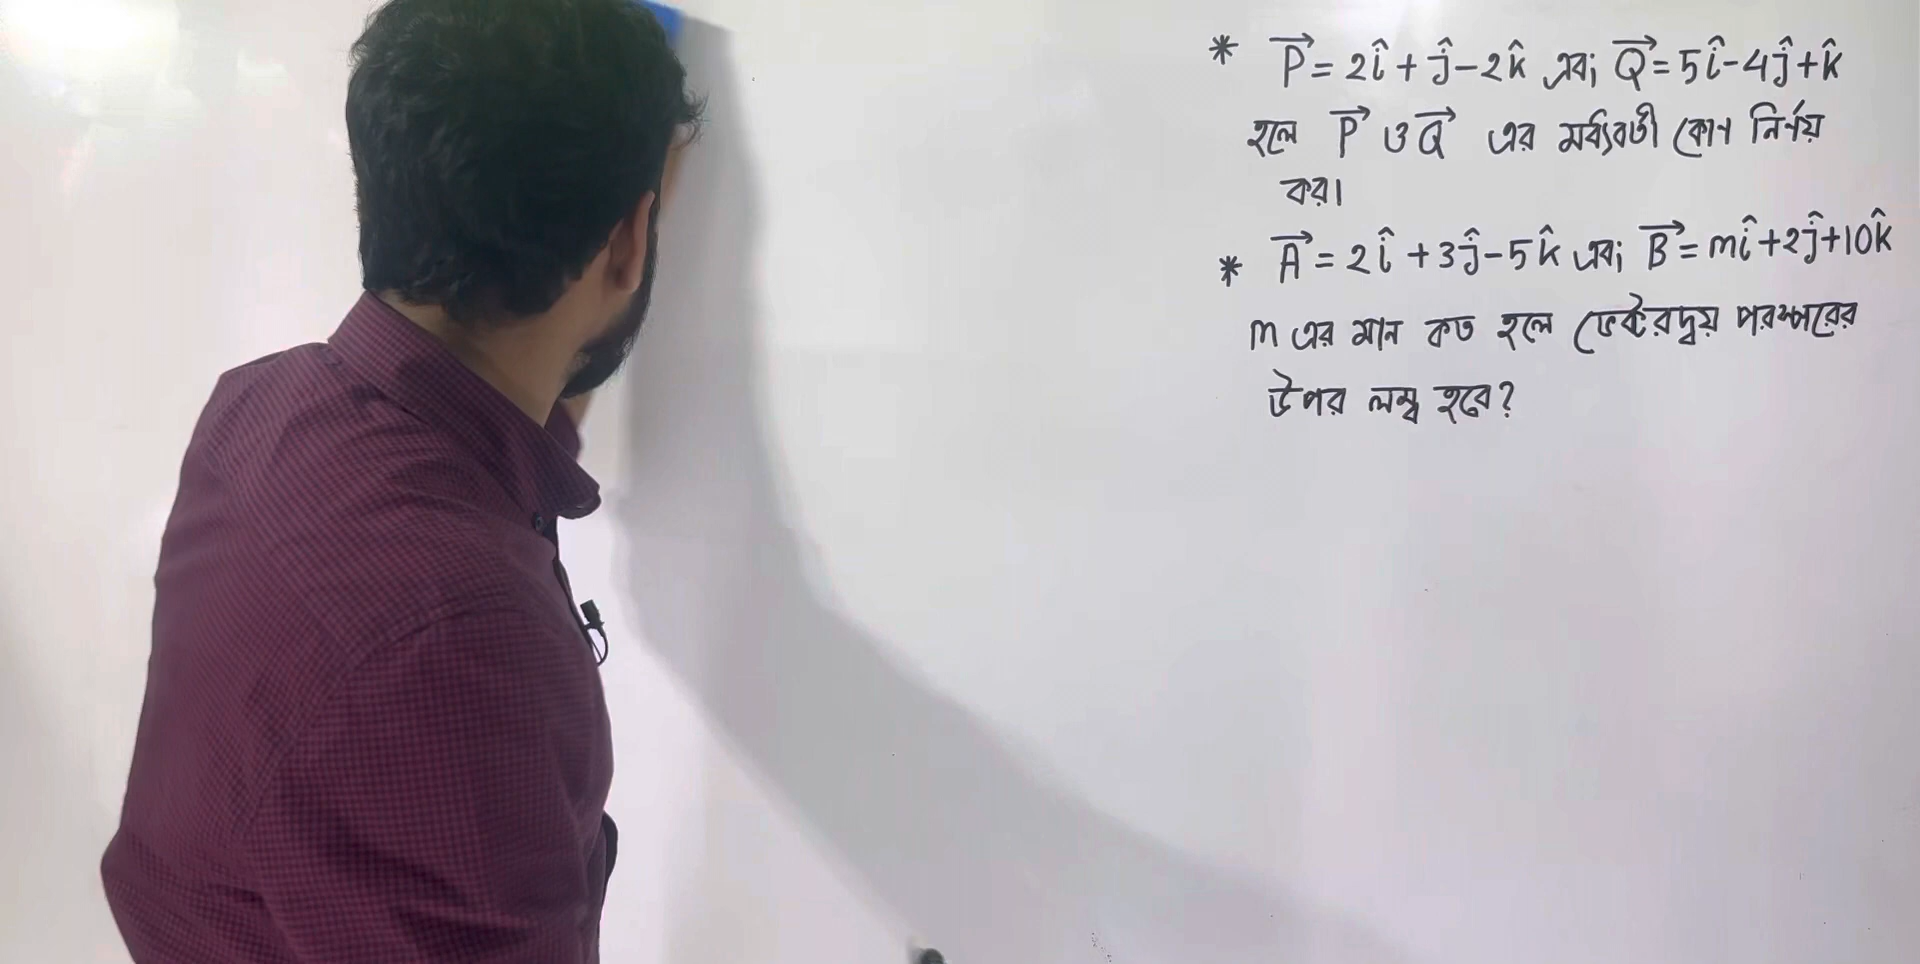 * P⃗ = 2î + ĵ - 2k̂ এবং Q⃗ = 5î - 4ĵ + k̂
হলে P⃗ ও Q⃗ এর মধ্যবর্তী কোণ নির্ণয়
কর।
* A⃗ = 2î + 3ĵ - 5k̂ এবং B⃗ = mî + 2ĵ + 10k̂
m এর মান কত হলে ভেক্টরদ্বয় পরস্পরের
উপর লম্ব হবে?